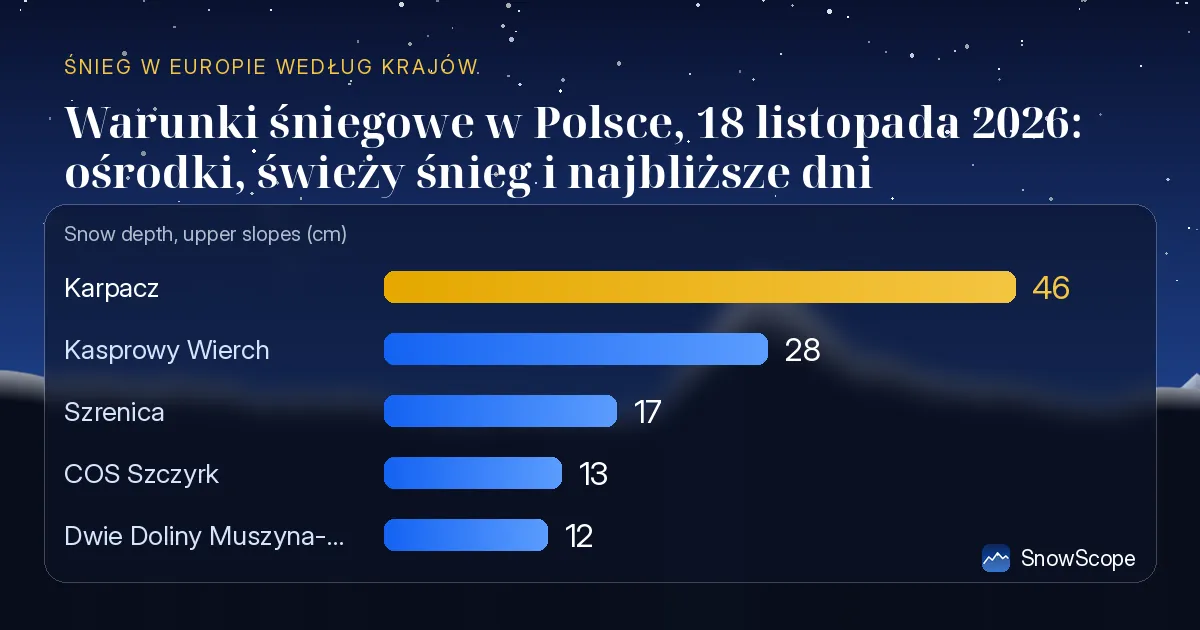 ŚNIEG W EUROPIE WEDŁUG KRAJÓW
Warunki śniegowe w Polsce, 18 listopada 2026:
ośrodki, świeży śnieg i najbliższe dni
Snow depth, upper slopes (cm)
Karpacz 46
Kasprowy Wierch 28
Szrenica 17
COS Szczyrk 13
Dwie Doliny Muszyna-... 12
SnowScope